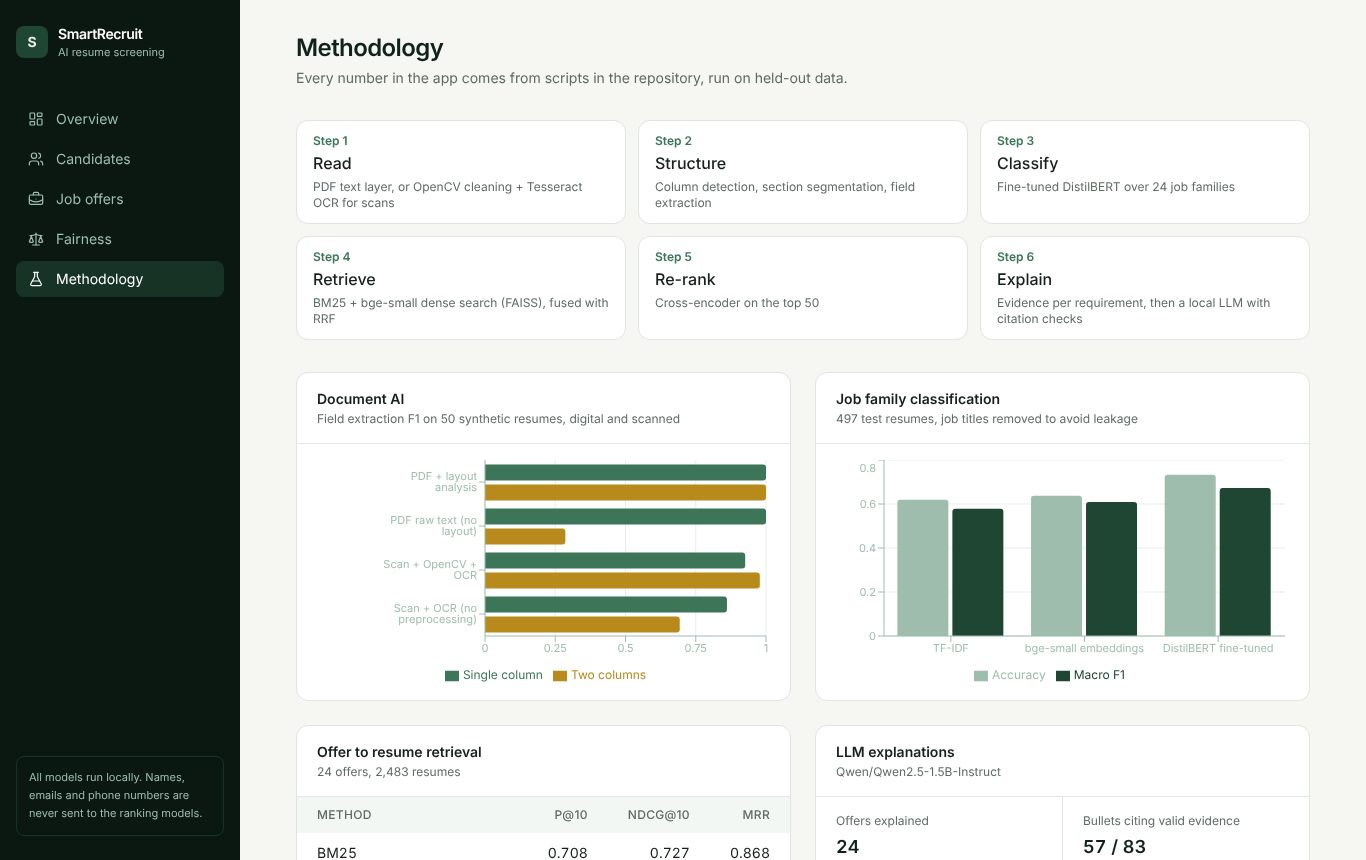 S
SmartRecruit
AI resume screening
Overview
Candidates
Job offers
Fairness
Methodology
All models run locally. Names,
emails and phone numbers are
never sent to the ranking models.
Methodology
Every number in the app comes from scripts in the repository, run on held-out data.
Step 1
Read
PDF text layer, or OpenCV cleaning + Tesseract
OCR for scans
Step 2
Structure
Column detection, section segmentation, field
extraction
Step 3
Classify
Fine-tuned DistilBERT over 24 job families
Step 4
Retrieve
BM25 + bge-small dense search (FAISS), fused with
RRF
Step 5
Re-rank
Cross-encoder on the top 50
Step 6
Explain
Evidence per requirement, then a local LLM with
citation checks
Document AI
Field extraction F1 on 50 synthetic resumes, digital and scanned
PDF + layout
analysis
PDF raw text (no
layout)
Scan + OpenCV +
OCR
Scan + OCR (no
preprocessing)
0 0.25 0.5 0.75 1
Single column Two columns
Job family classification
497 test resumes, job titles removed to avoid leakage
0.8
0.6
0.4
0.2
0
TF-IDF bge-small embeddings DistilBERT fine-tuned
Accuracy Macro F1
Offer to resume retrieval
24 offers, 2,483 resumes
METHOD P@10 NDCG@10 MRR
BM25 0.708 0.727 0.868
LLM explanations
Qwen/Qwen2.5-1.5B-Instruct
Offers explained
24
Bullets citing valid evidence
57 / 83